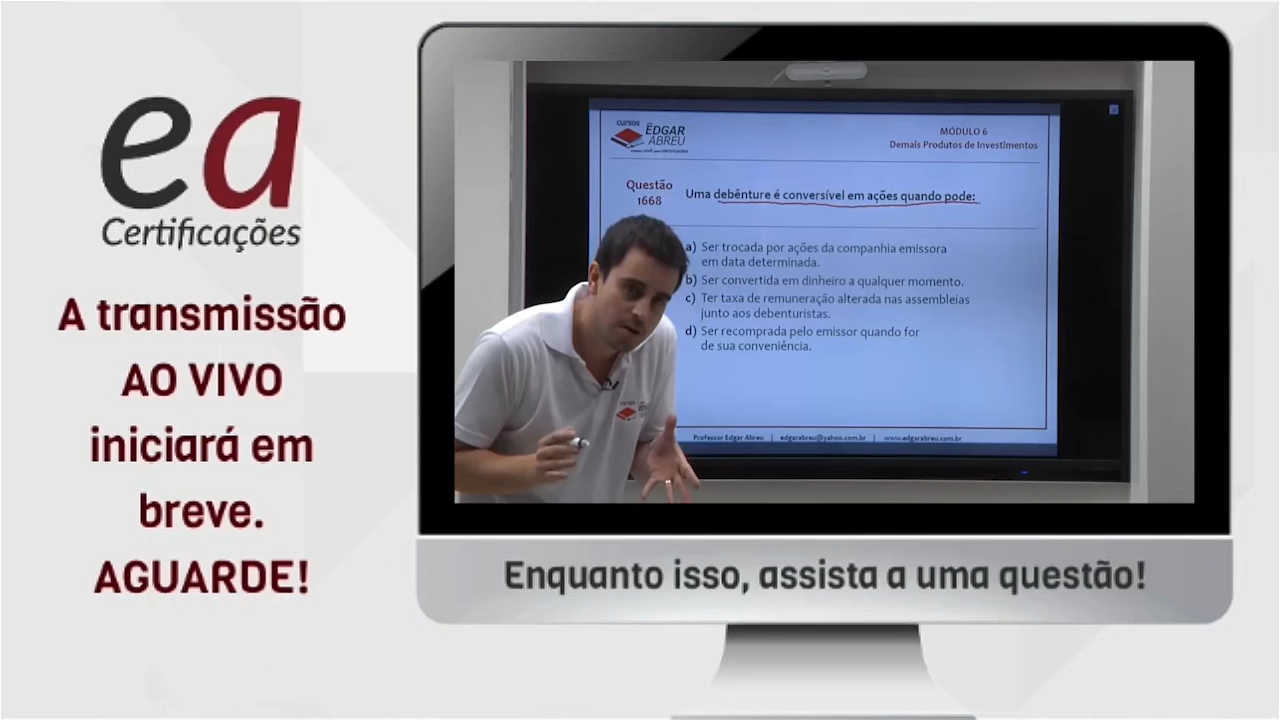 ea
Certificações
A transmissão
AO VIVO
iniciará em
breve.
AGUARDE!
cursos
EDGAR
ABREU
MÓDULO 6
Demais Produtos de Investimentos
Questão
1668
Uma debênture é conversível em ações quando pode:
a) Ser trocada por ações da companhia emissora
em data determinada.
b) Ser convertida em dinheiro a qualquer momento.
c) Ter taxa de remuneração alterada nas assembleias
junto aos debenturistas.
d) Ser recomprada pelo emissor quando for
de sua conveniência.
Professor Edgar Abreu | edgarabreu@yahoo.com.br | www.edgarabreu.com.br
Enquanto isso, assista a uma questão!